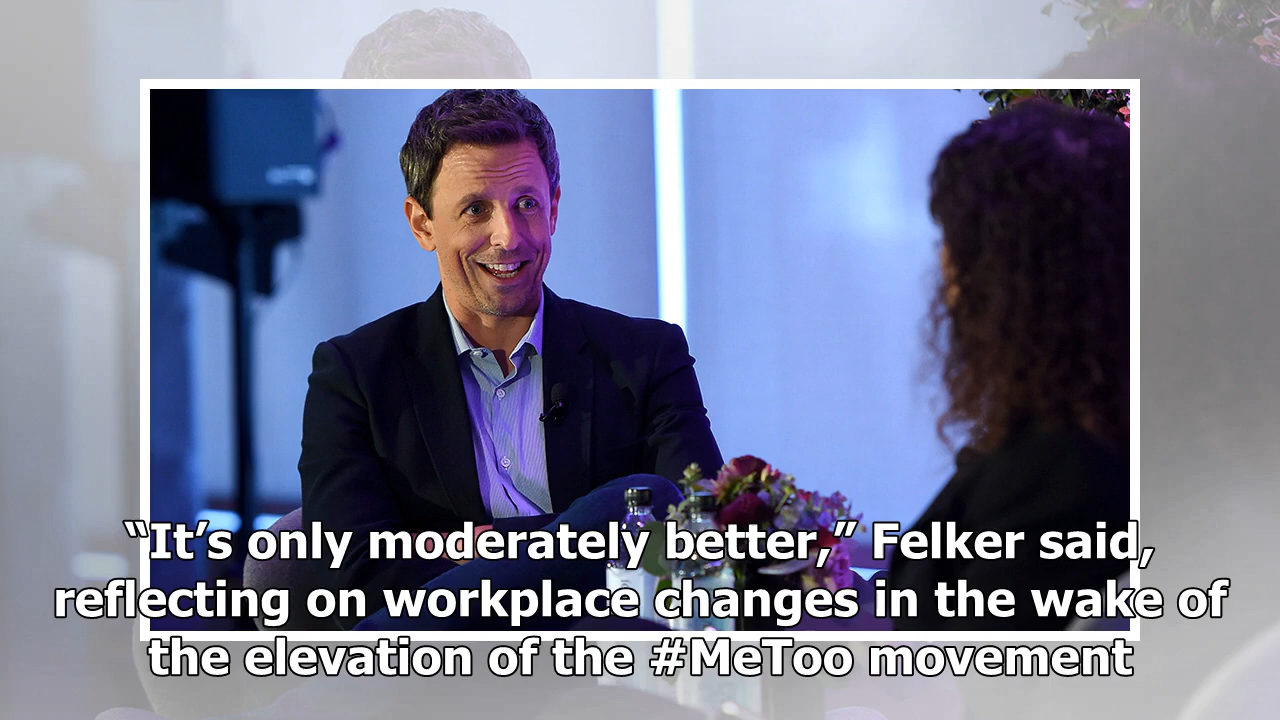 “It’s only moderately better,” Felker said,
reflecting on workplace changes in the wake of
the elevation of the #MeToo movement